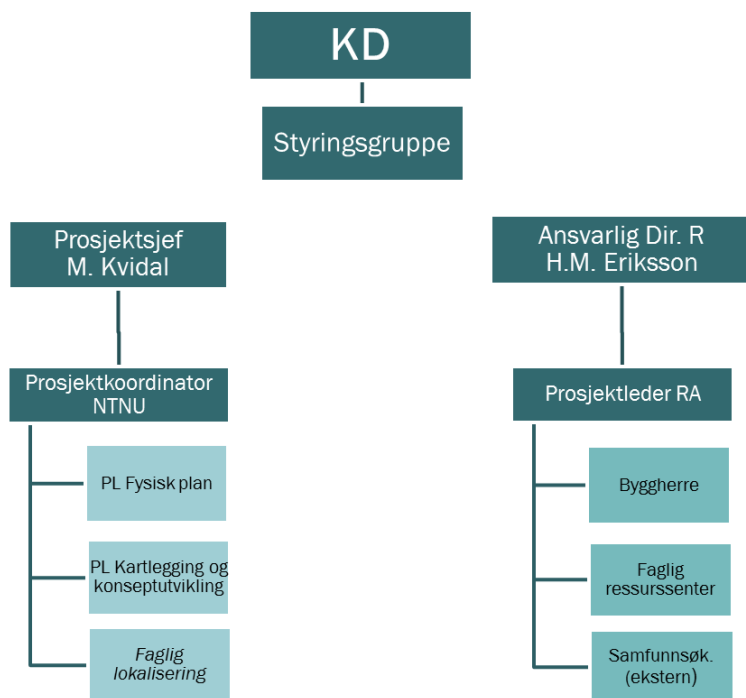 KD
Styringsgruppe
Prosjektsjef
M. Kvidal
Prosjektkoordinator
NTNU
PL Fysisk plan
PL Kartlegging og
konseptutvikling
Faglig
lokalisering
Ansvarlig Dir. R
H.M. Eriksson
Prosjektleder RA
Byggherre
Faglig
ressurssenter
Samfunnsøk.
(ekstern)